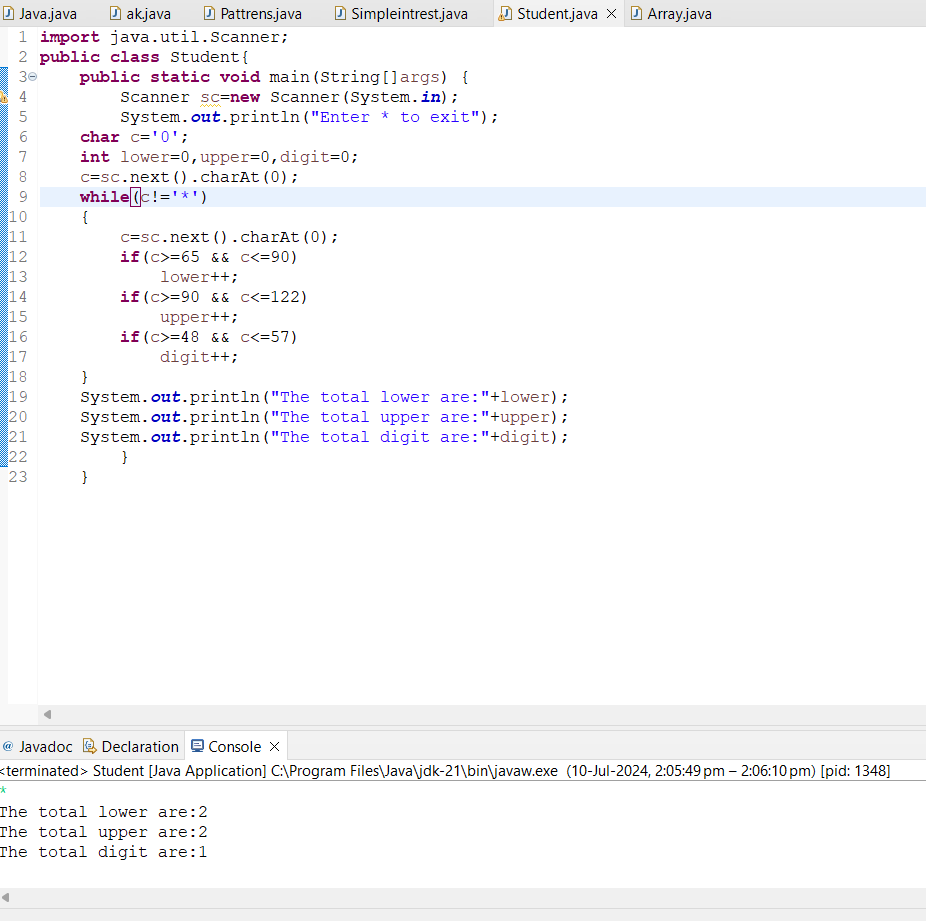 Java.java ak.java Pattrens.java Simpleintrest.java Student.java Array.java
1 import java.util.Scanner;
2 public class Student{
3 public static void main(String[]args) {
4 Scanner sc=new Scanner(System.in);
5 System.out.println("Enter * to exit");
6 char c='0';
7 int lower=0,upper=0,digit=0;
8 c=sc.next().charAt(0);
9 while(c!='*')
10 {
11 c=sc.next().charAt(0);
12 if(c>=65 && c<=90)
13 lower++;
14 if(c>=90 && c<=122)
15 upper++;
16 if(c>=48 && c<=57)
17 digit++;
18 }
19 System.out.println("The total lower are:"+lower);
20 System.out.println("The total upper are:"+upper);
21 System.out.println("The total digit are:"+digit);
22 }
23 }
@ Javadoc Declaration Console
<terminated> Student [Java Application] C:\Program Files\Java\jdk-21\bin\javaw.exe (10-Jul-2024, 2:05:49 pm – 2:06:10 pm) [pid: 1348]
*
The total lower are:2
The total upper are:2
The total digit are:1